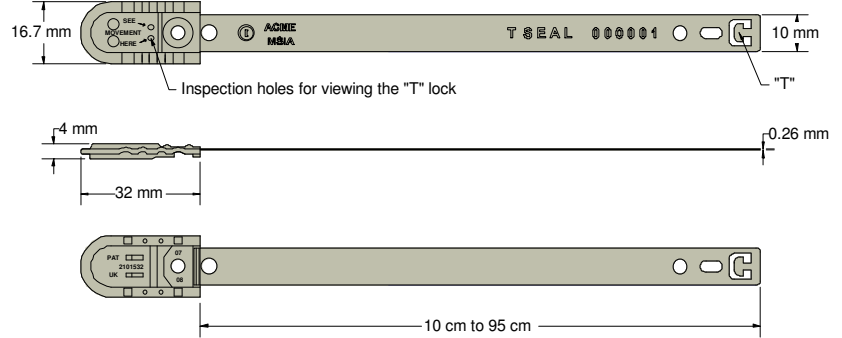 16.7 mm
SEE
MOVEMENT
HERE
ACME
MSIA
T SEAL 000001
10 mm
Inspection holes for viewing the "T" lock
"T"
4 mm
0.26 mm
32 mm
PAT
2101532
UK
07
08
10 cm to 95 cm